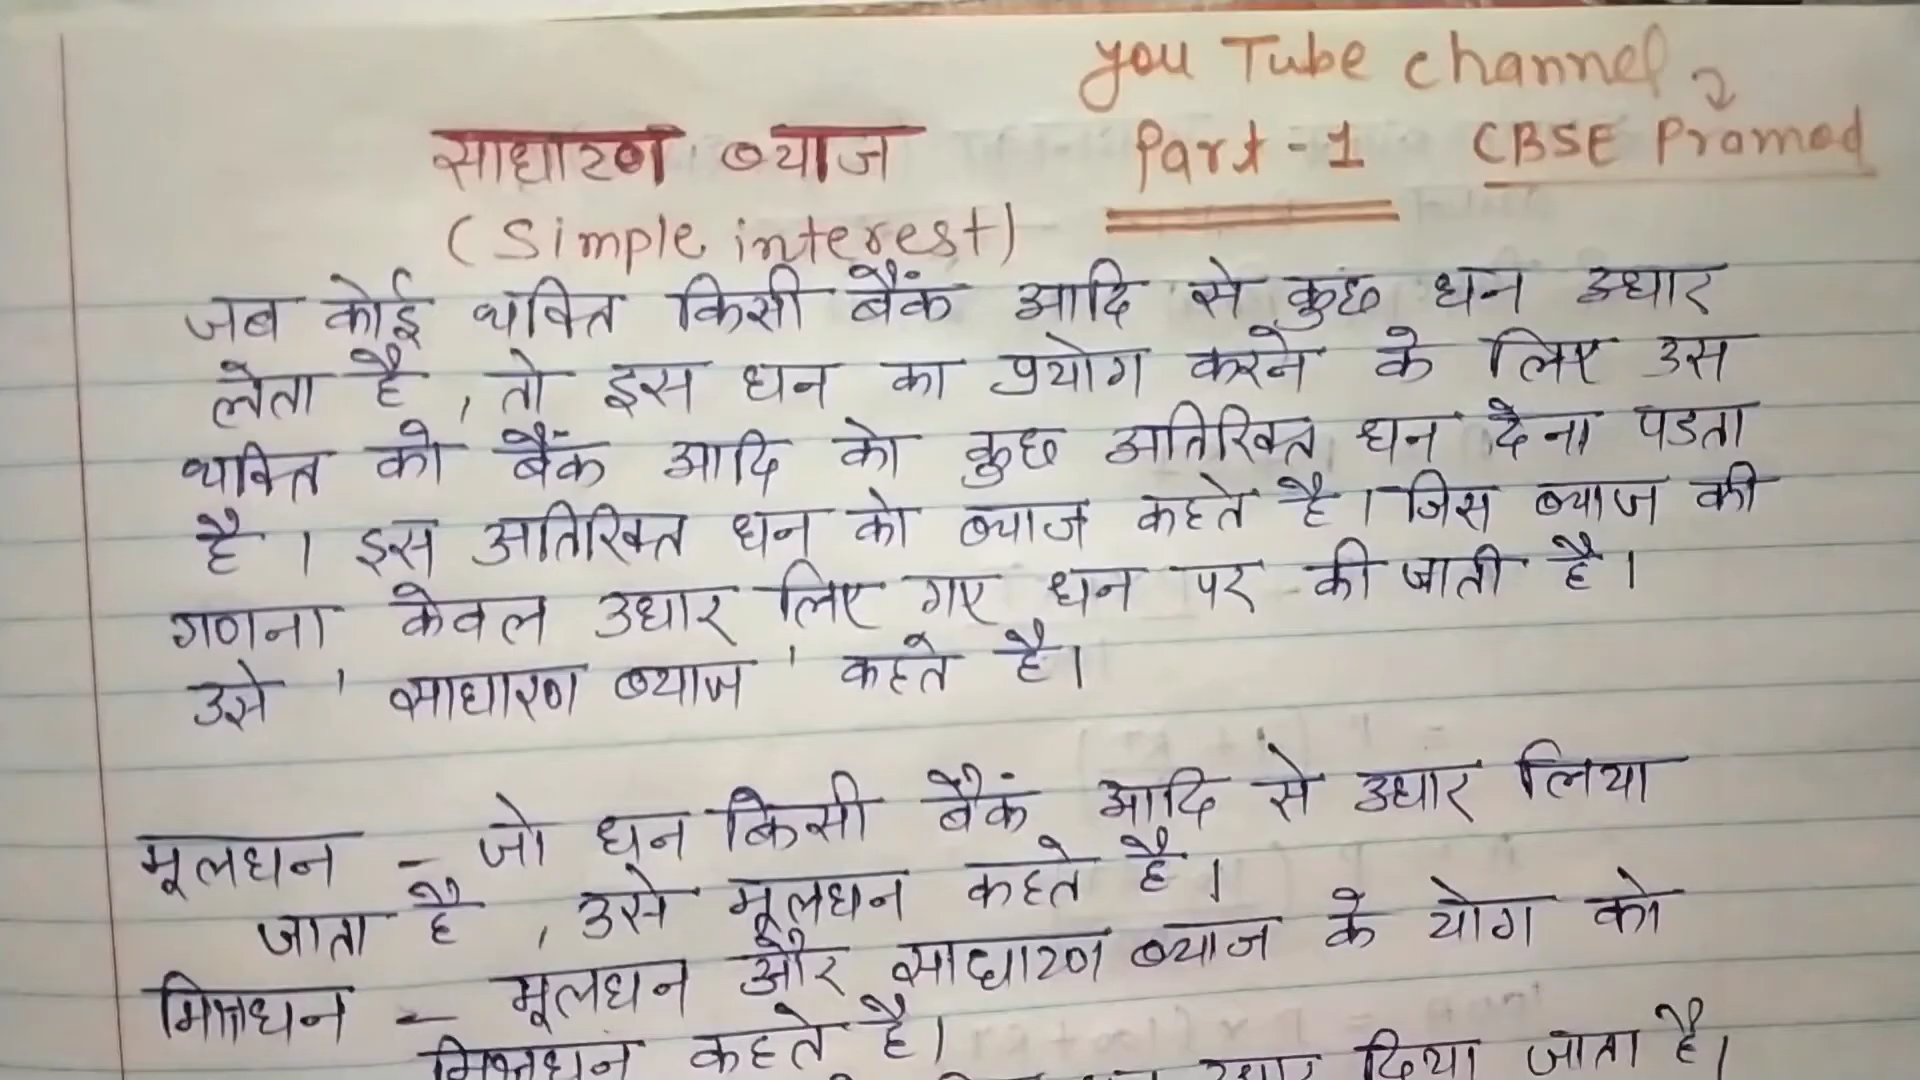 you Tube channel
साधारण ब्याज Part-1 CBSE Pramod
(Simple interest)
जब कोई व्यक्ति किसी बैंक आदि से कुछ धन उधार
लेता है, तो इस धन का प्रयोग करने के लिए उस
व्यक्ति को बैंक आदि को कुछ अतिरिक्त धन देना पडता
है। इस अतिरिक्त धन को ब्याज कहते है। जिस ब्याज की
गणना केवल उधार लिए गए धन पर की जाती है।
उसे 'साधारण ब्याज' कहते है।
मूलधन - जो धन किसी बैंक आदि से उधार लिया
जाता है, उसे मूलधन कहते है।
मिश्रधन - मूलधन और साधारण ब्याज के योग को
मिश्रधन कहते है।
उधार दिया जाता है।